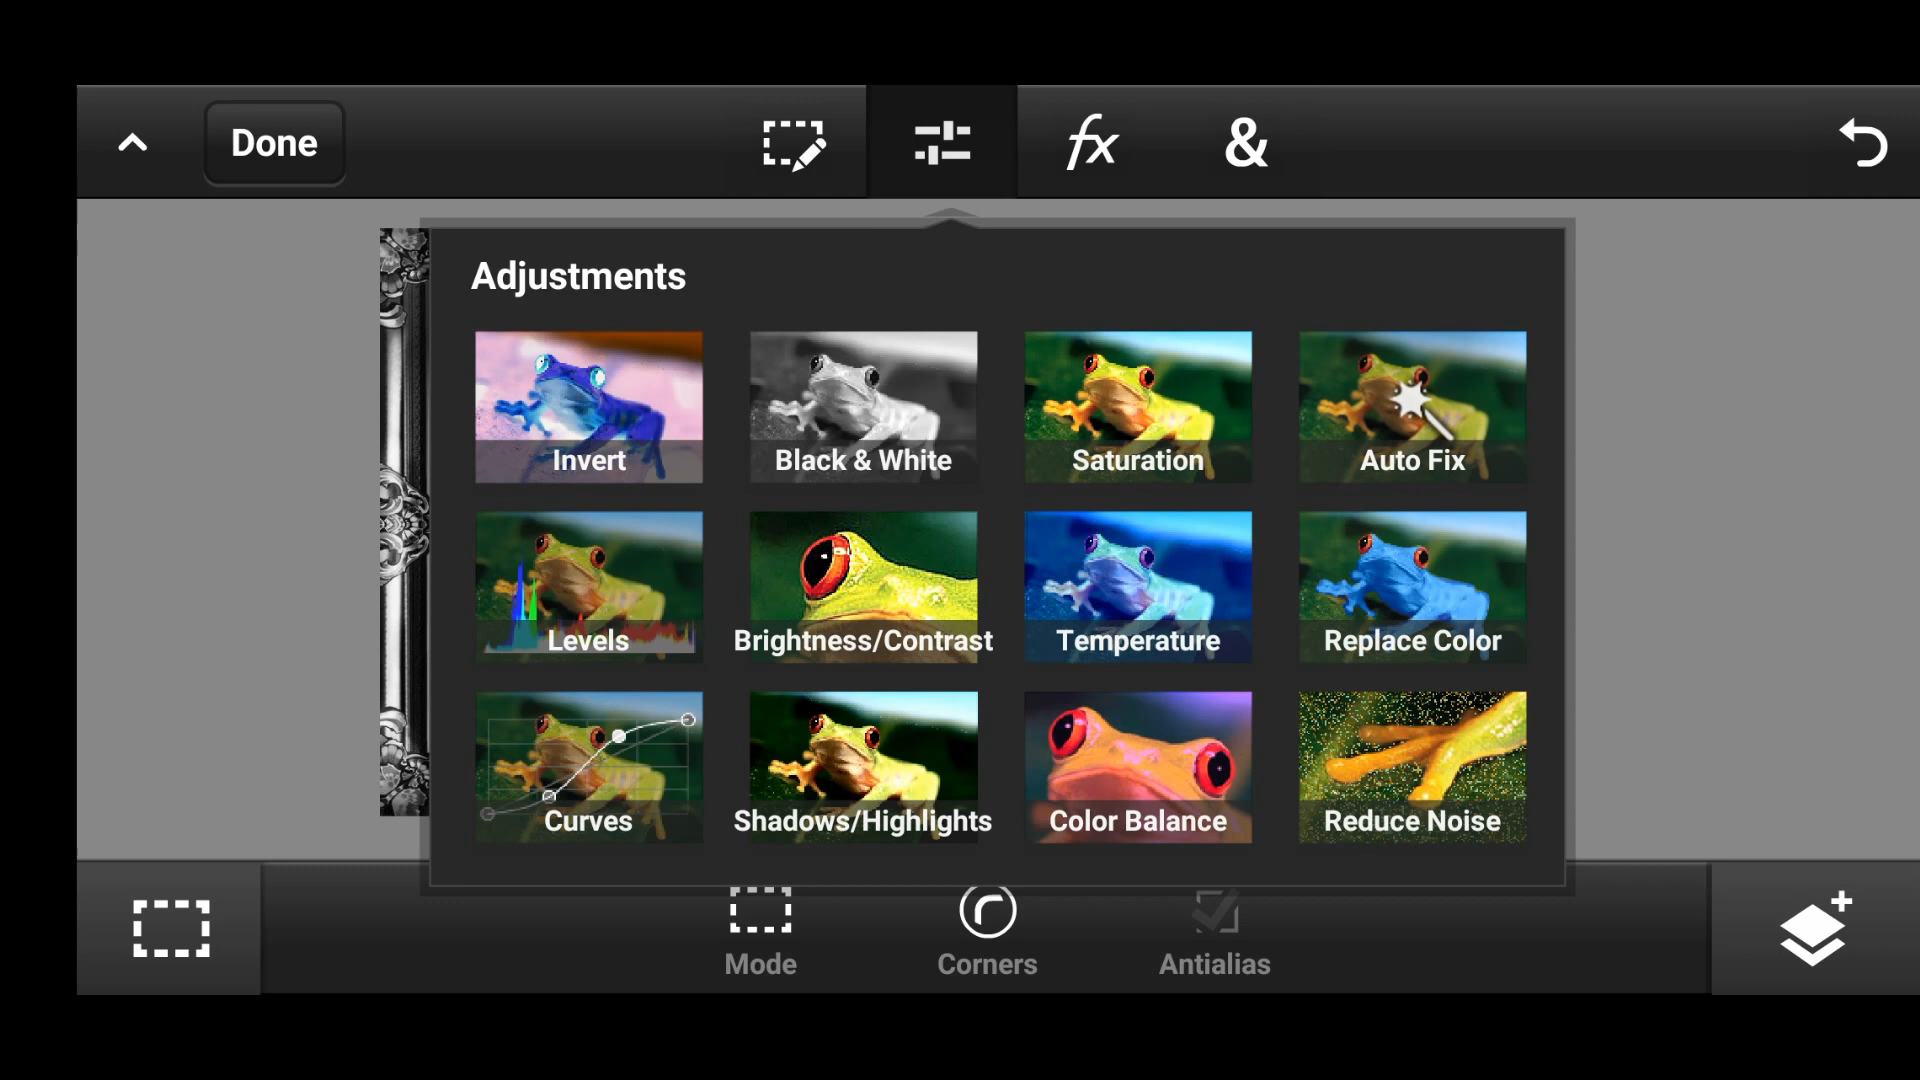 Done
fx
&
Adjustments
Invert
Black & White
Saturation
Auto Fix
Levels
Brightness/Contrast
Temperature
Replace Color
Curves
Shadows/Highlights
Color Balance
Reduce Noise
Mode
Corners
Antialias